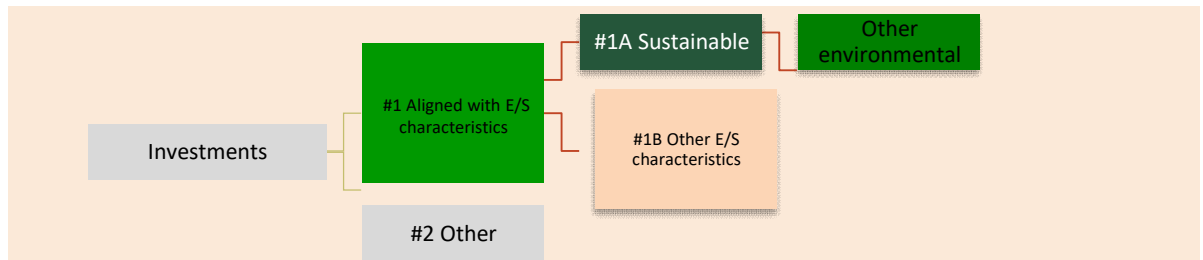 Investments
#1 Aligned with E/S
characteristics
#2 Other
#1A Sustainable
#1B Other E/S
characteristics
Other
environmental